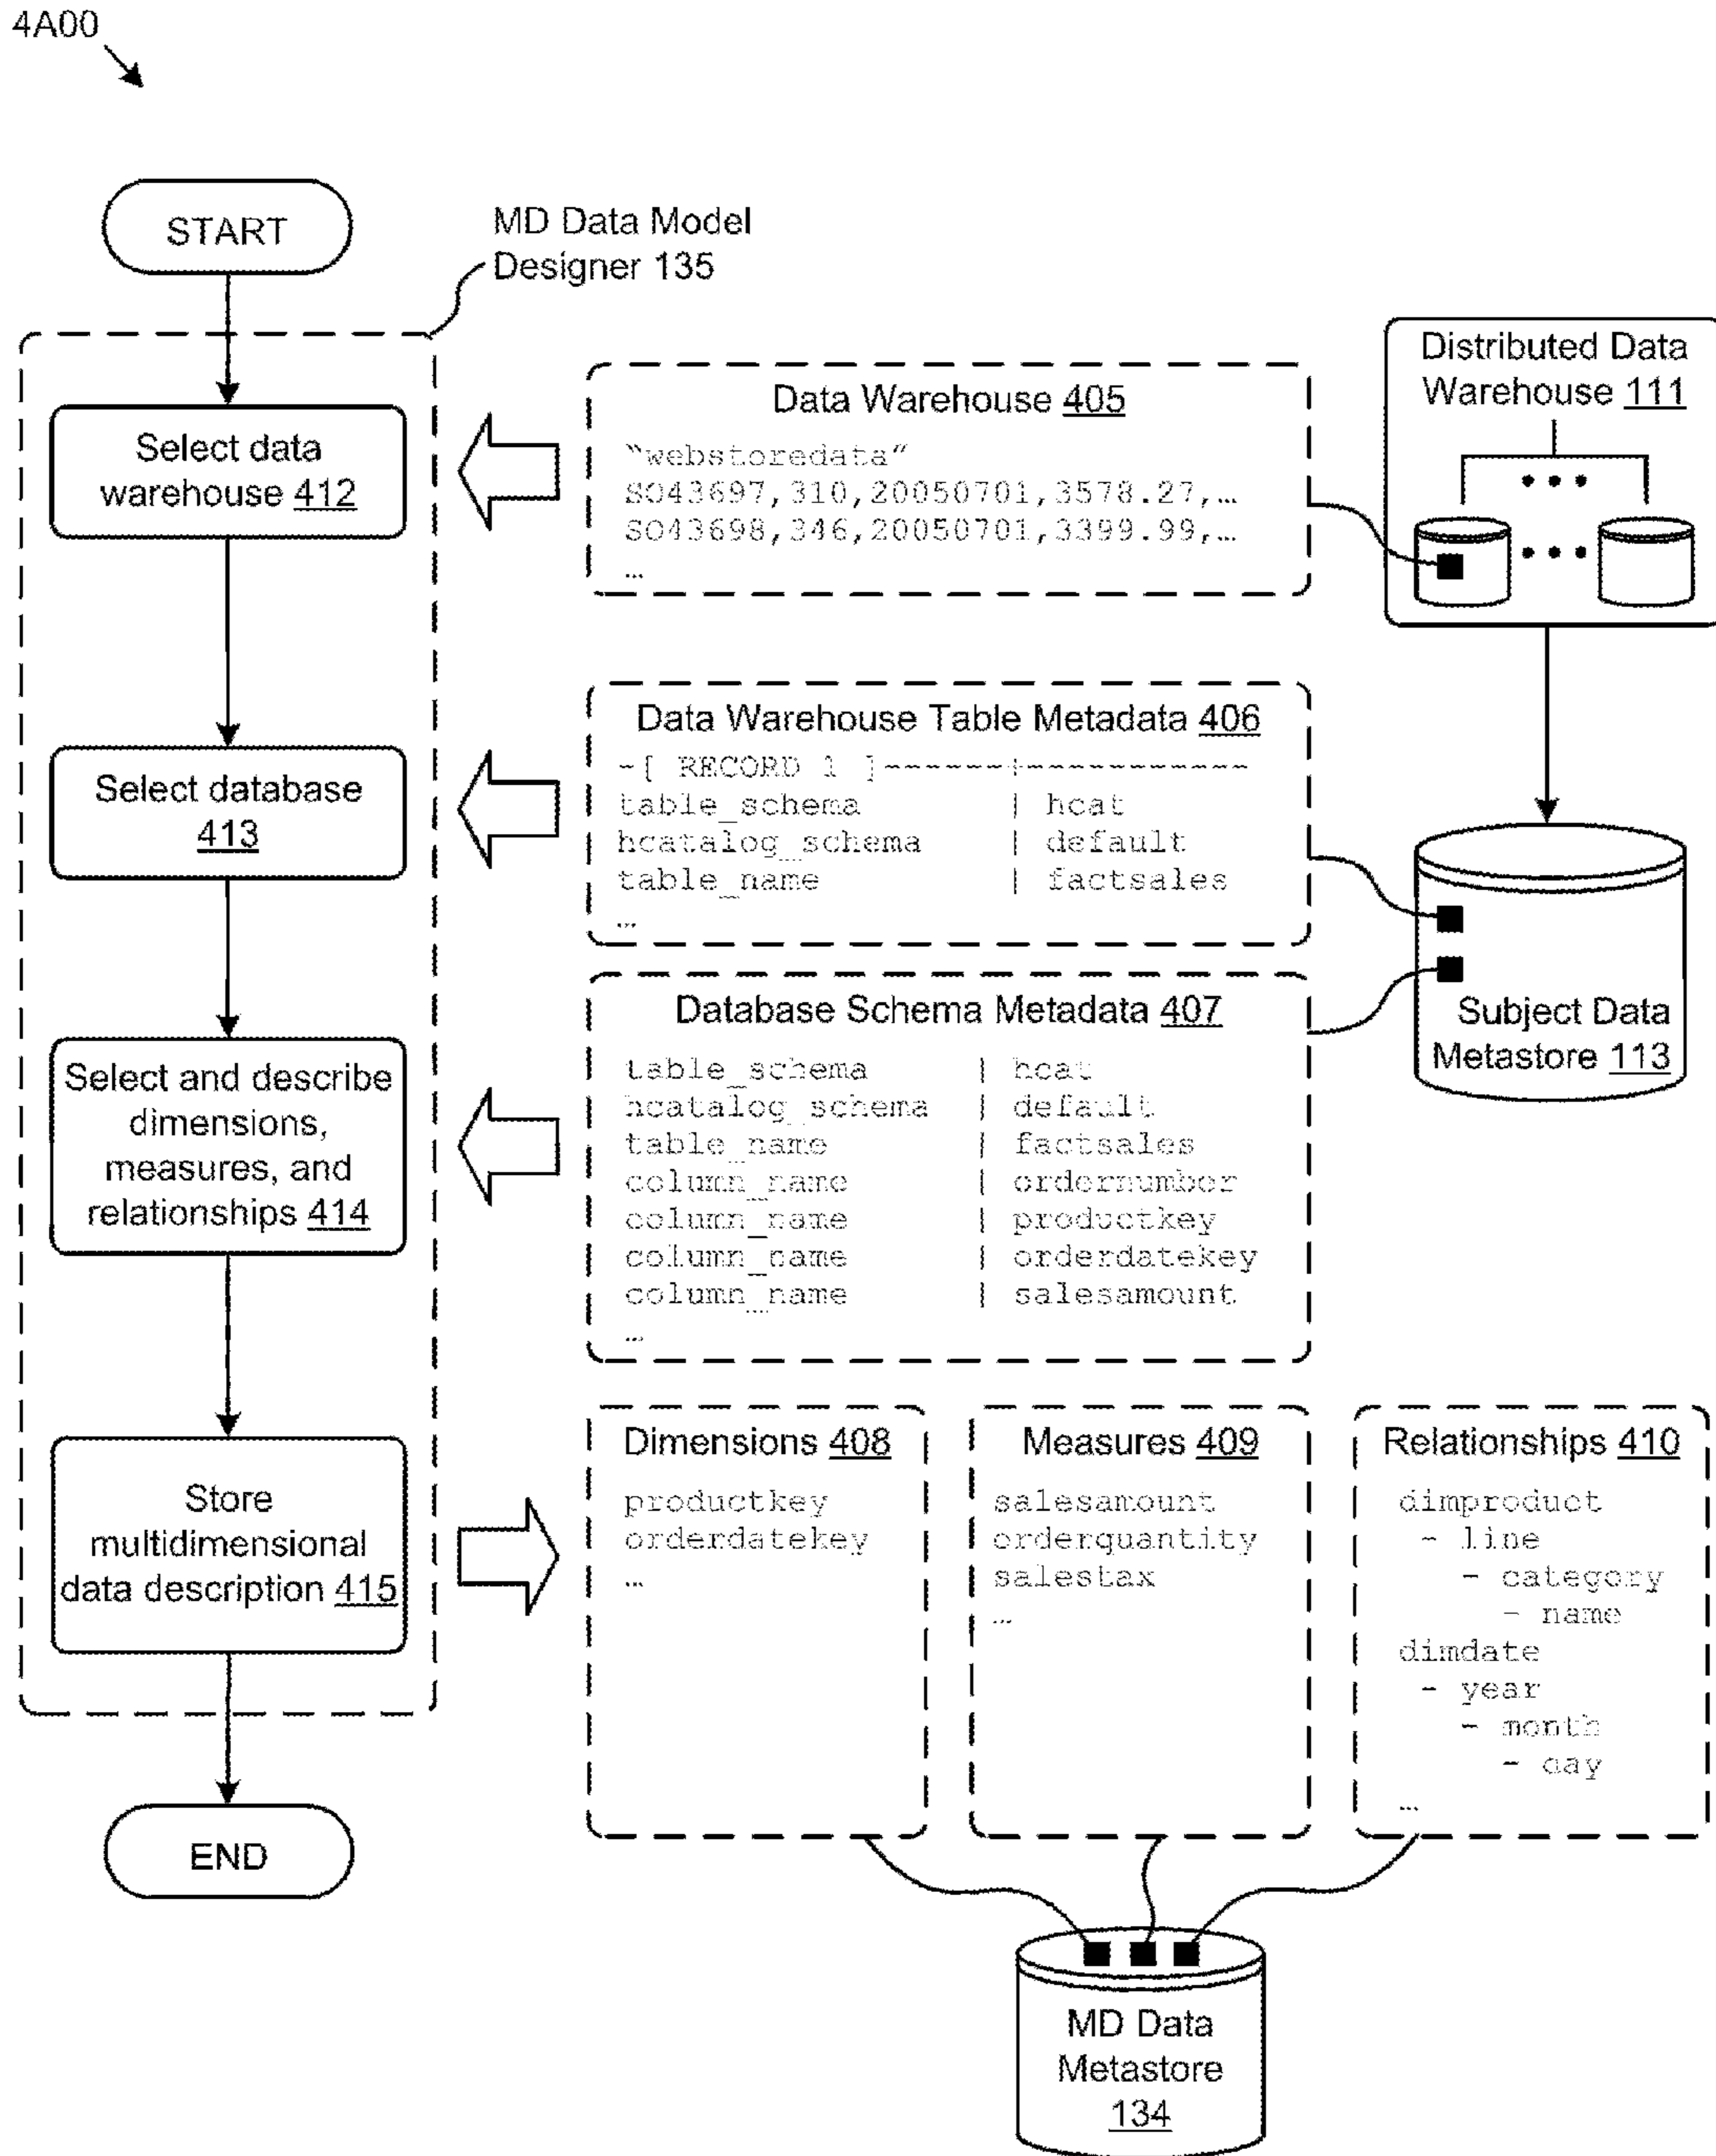 4A00
START
MD Data Model
Designer 135
Select data
warehouse 412
Select database
413
Select and describe
dimensions,
measures, and
relationships 414
Store
multidimensional
data description 415
END
Data Warehouse 405
“webstoredata”
SO43697,310,20050701,3578.27,…
SO43698,346,20050701,3399.99,…
…
Distributed Data
Warehouse 111
Data Warehouse Table Metadata 406
-[ RECORD 1 ]------+-----------
table_schema | hcat
hcatalog_schema | default
table_name | factsales
…
Database Schema Metadata 407
table_schema | hcat
hcatalog_schema | default
table_name | factsales
column_name | ordernumber
column_name | productkey
column_name | orderdatekey
column_name | salesamount
…
Subject Data
Metastore 113
Dimensions 408
productkey
orderdatekey
…
Measures 409
salesamount
orderquantity
salestax
…
Relationships 410
dimproduct
- line
- category
- name
dimdate
- year
- month
- day
…
MD Data
Metastore
134